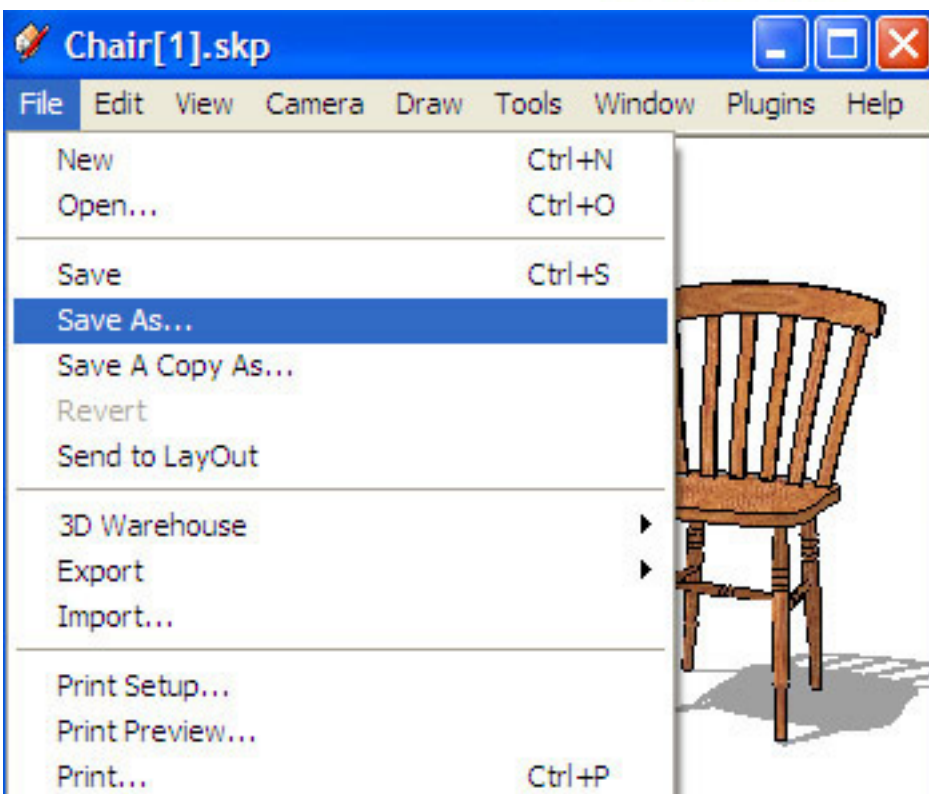 Chair[1].skp
File Edit View Camera Draw Tools Window Plugins Help
New Ctrl+N
Open... Ctrl+O
Save Ctrl+S
Save As...
Save A Copy As...
Revert
Send to LayOut
3D Warehouse
Export
Import...
Print Setup...
Print Preview...
Print... Ctrl+P